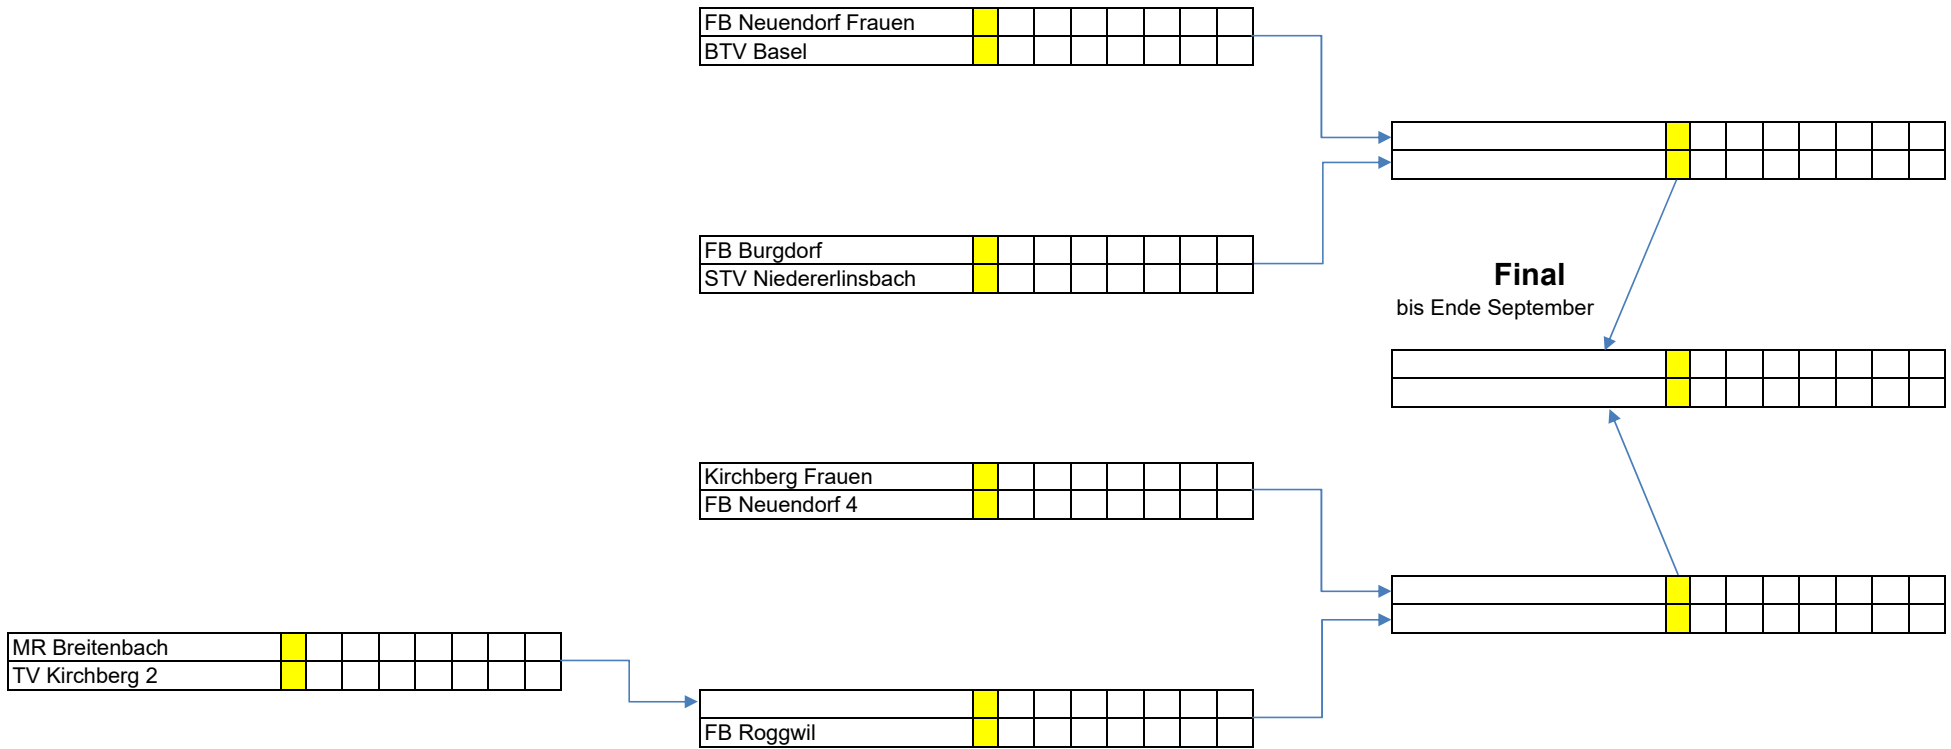 FB Neuendorf Frauen
BTV Basel
FB Burgdorf
STV Niedererlinsbach
Final
bis Ende September
Kirchberg Frauen
FB Neuendorf 4
MR Breitenbach
TV Kirchberg 2
FB Roggwil